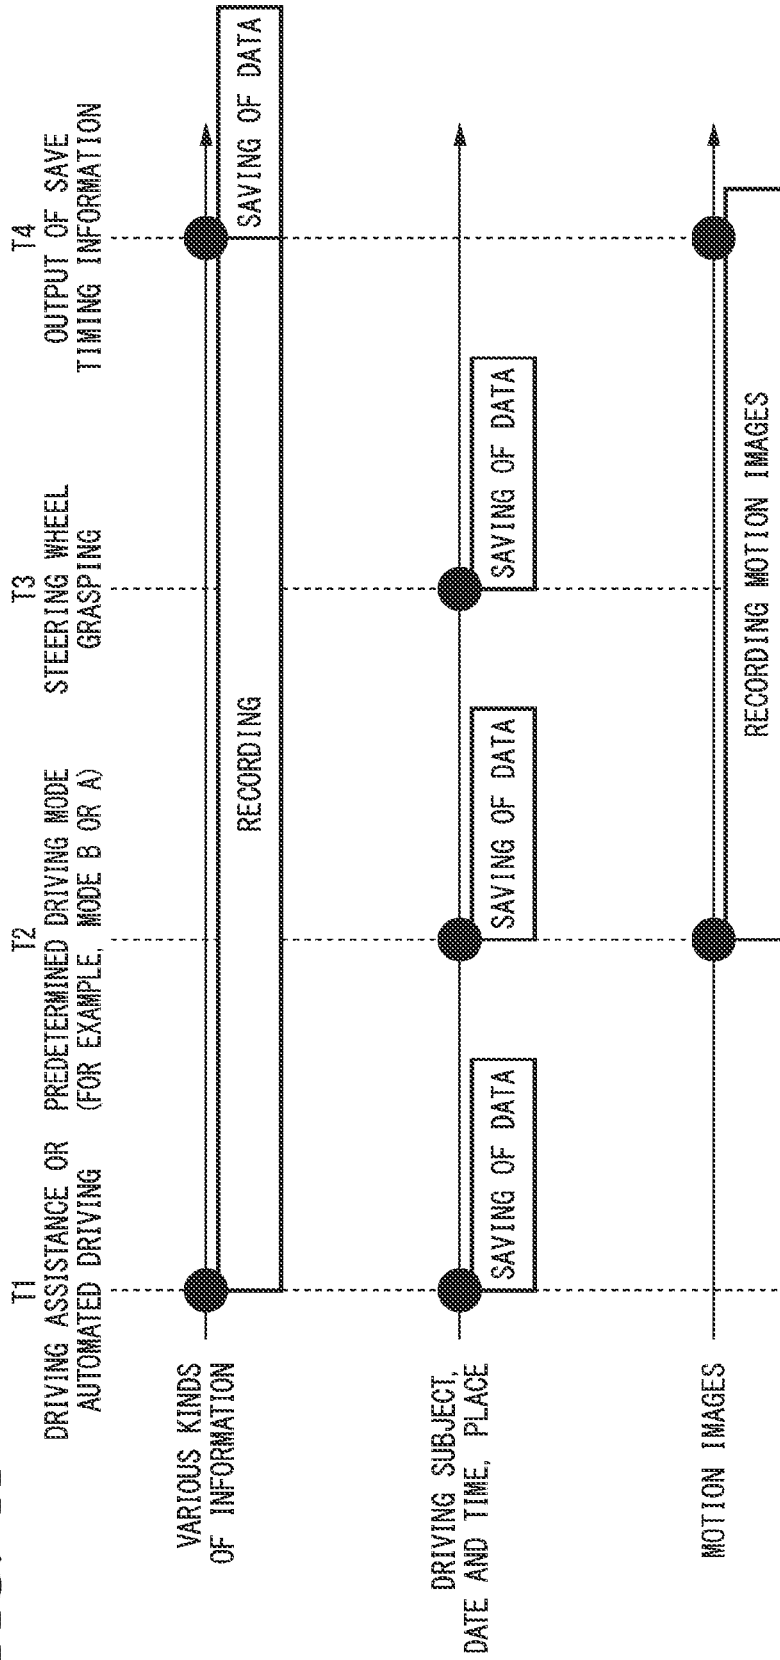 T1
DRIVING ASSISTANCE OR
AUTOMATED DRIVING
T2
PREDETERMINED DRIVING MODE
(FOR EXAMPLE, MODE B OR A)
T3
STEERING WHEEL
GRASPING
T4
OUTPUT OF SAVE
TIMING INFORMATION
VARIOUS KINDS
OF INFORMATION
RECORDING
SAVING OF DATA
DRIVING SUBJECT,
DATE AND TIME, PLACE
SAVING OF DATA
SAVING OF DATA
SAVING OF DATA
MOTION IMAGES
RECORDING MOTION IMAGES